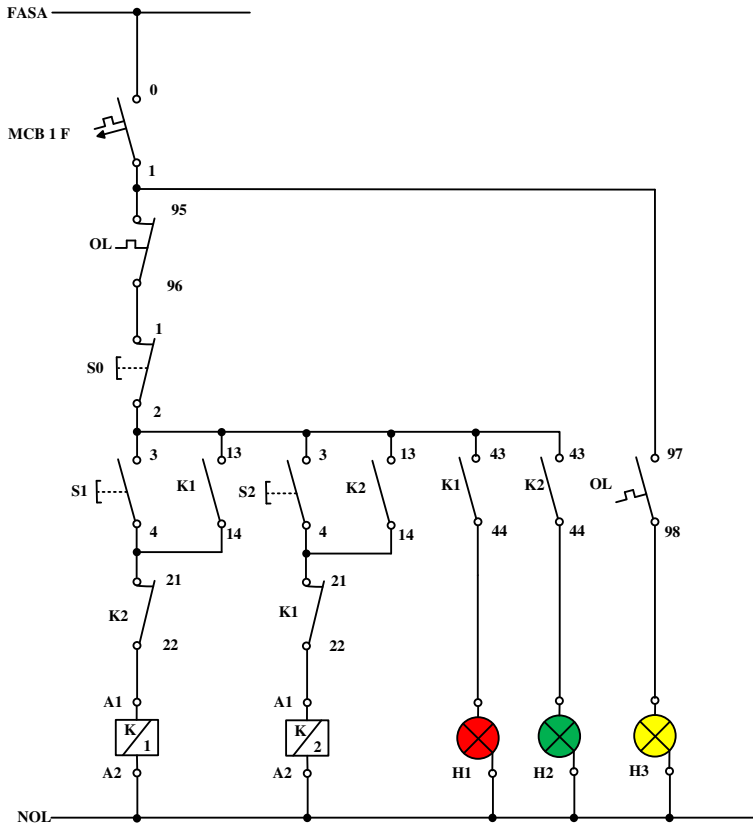 FASA
0
MCB 1 F
1
95
OL
96
1
S0
2
3 13 3 13 43 43 97
S1 K1 S2 K2 K1 K2 OL
4 14 4 14 44 44 98
21 21
K2 K1
22 22
A1 A1
K 1 K 2
A2 A2 H1 H2 H3
NOL